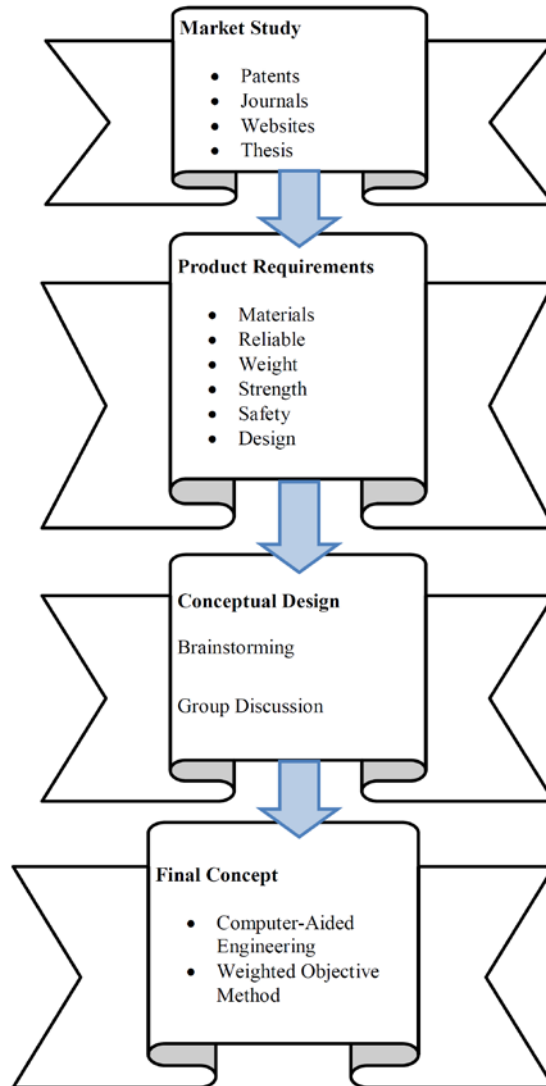 Market Study
• Patents
• Journals
• Websites
• Thesis
Product Requirements
• Materials
• Reliable
• Weight
• Strength
• Safety
• Design
Conceptual Design
Brainstorming
Group Discussion
Final Concept
• Computer-Aided
Engineering
• Weighted Objective
Method